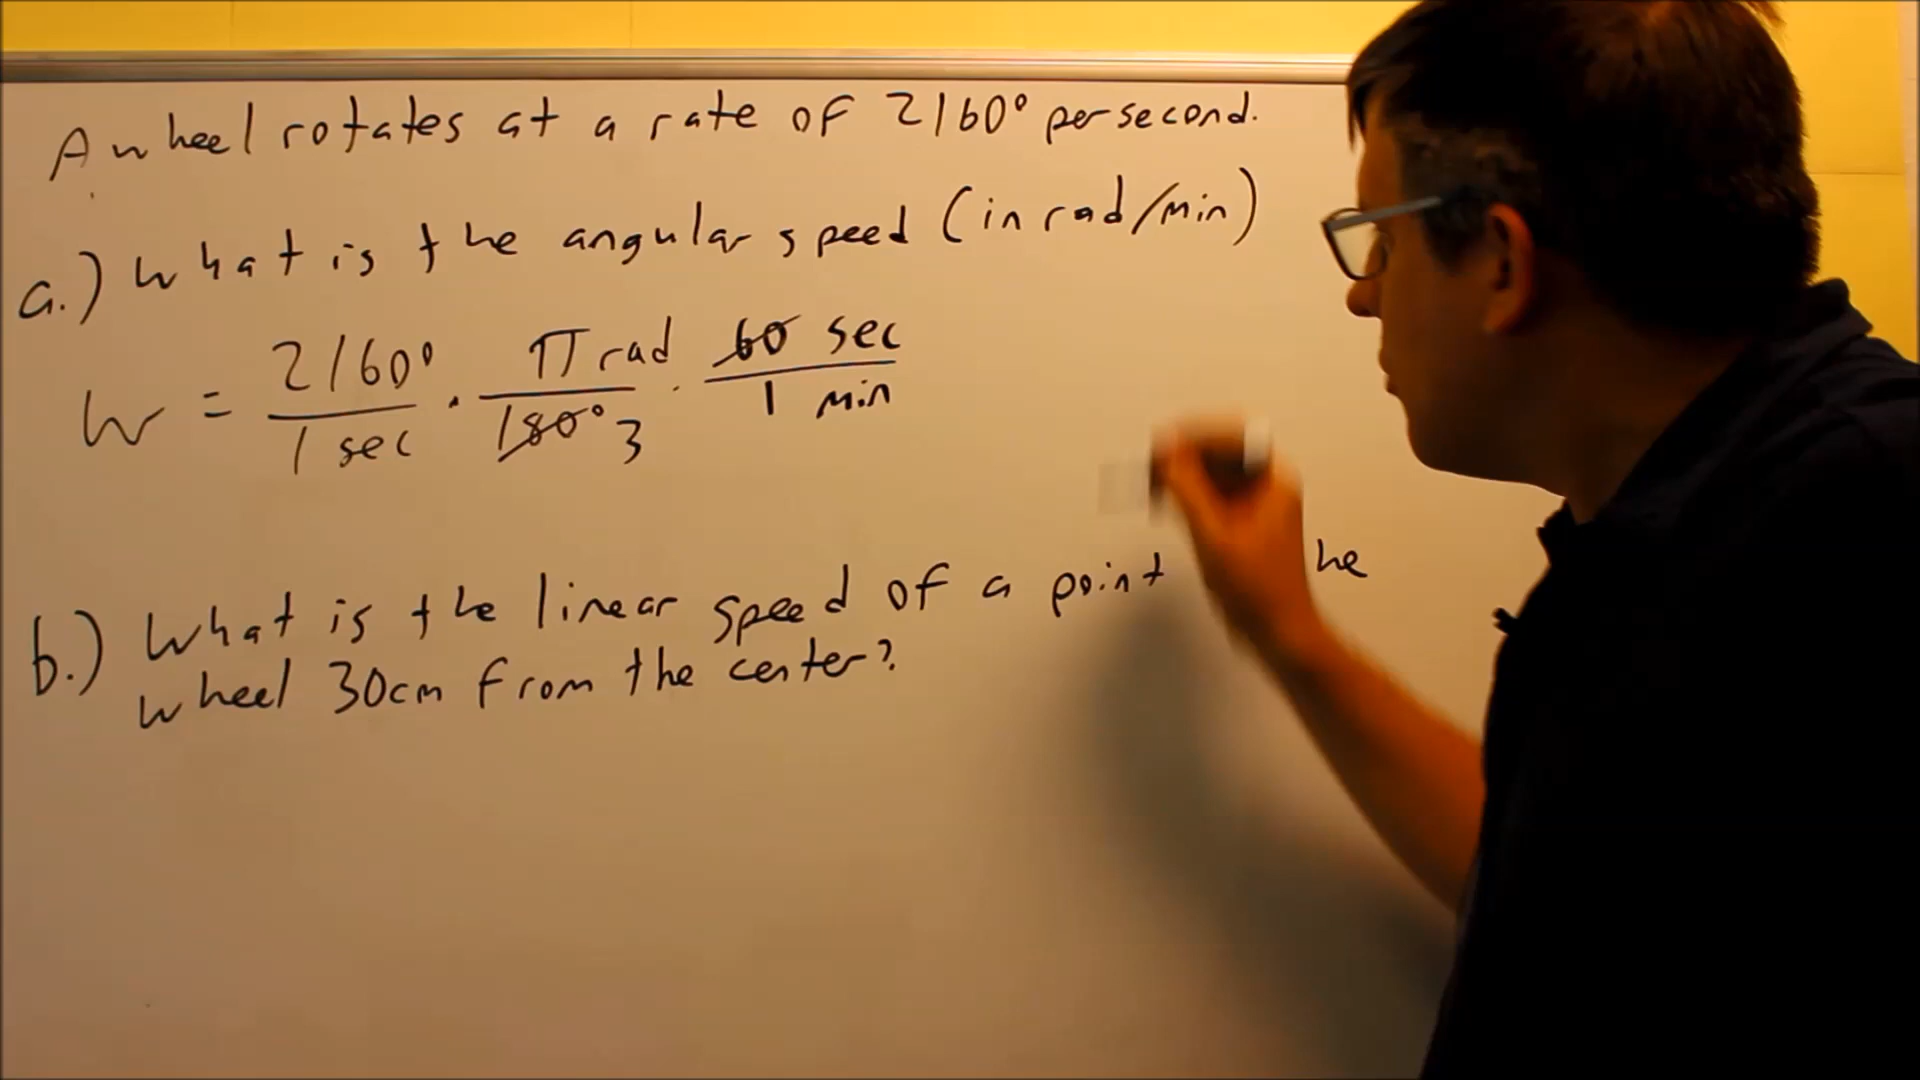 A wheel rotates at a rate of 2160° per second.
a.) What is the angular speed (in rad/min)
w = 2160°/1 sec · π rad/180° 3 · 60 sec/1 min
b.) What is the linear speed of a point he
wheel 30cm from the center?